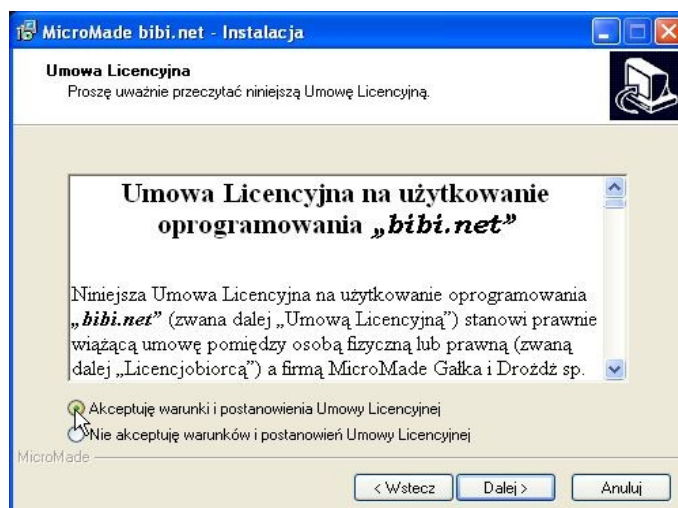 MicroMade bibi.net - Instalacja
Umowa Licencyjna
Proszę uważnie przeczytać niniejszą Umowę Licencyjną.
Umowa Licencyjna na użytkowanie
oprogramowania „bibi.net”
Niniejsza Umowa Licencyjna na użytkowanie oprogramowania
„bibi.net” (zwana dalej „Umową Licencyjną”) stanowi prawnie
wiążącą umowę pomiędzy osobą fizyczną lub prawną (zwaną
dalej „Licencjobiorcą”) a firmą MicroMade Gałka i Drożdż sp.
Akceptuję warunki i postanowienia Umowy Licencyjnej
Nie akceptuję warunków i postanowień Umowy Licencyjnej
MicroMade
< Wstecz Dalej > Anuluj